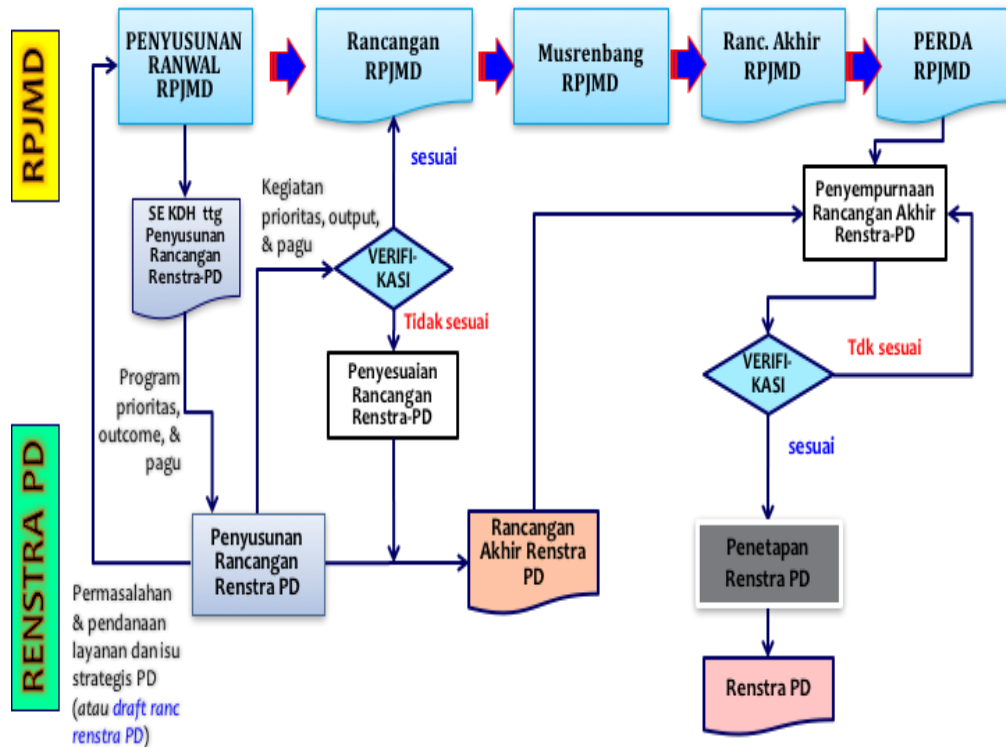 RPJMD
PENYUSUNAN
RANWAL
RPJMD
Rancangan
RPJMD
Musrenbang
RPJMD
Ranc. Akhir
RPJMD
PERDA
RPJMD
SE KDH ttg
Penyusunan
Rancangan
Renstra-PD
Kegiatan
prioritas, output,
& pagu
sesuai
VERIFI-
KASI
Tidak sesuai
Penyesuaian
Rancangan
Renstra-PD
Penyempurnaan
Rancangan Akhir
Renstra-PD
VERIFI-
KASI
Tdk sesuai
sesuai
Program
prioritas,
outcome, &
pagu
RENSTRA PD
Penyusunan
Rancangan
Renstra PD
Rancangan
Akhir Renstra
PD
Penetapan
Renstra PD
Renstra PD
Permasalahan
& pendanaan
layanan dan isu
strategis PD
(atau draft ranc
renstra PD)